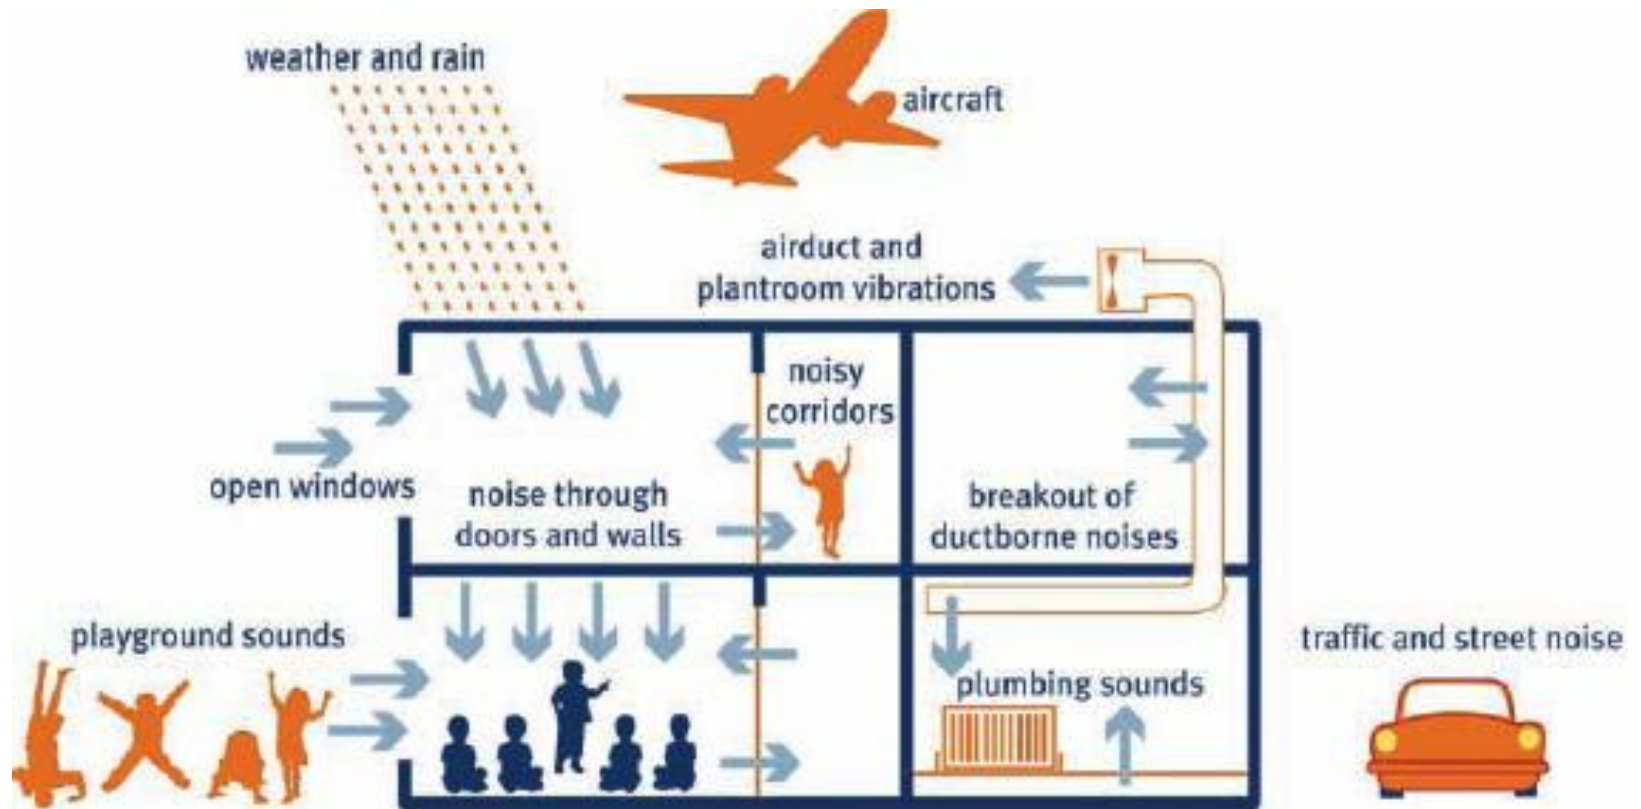 weather and rain
aircraft
airduct and
plantroom vibrations
noisy
corridors
open windows
noise through
doors and walls
breakout of
ductborne noises
playground sounds
plumbing sounds
traffic and street noise